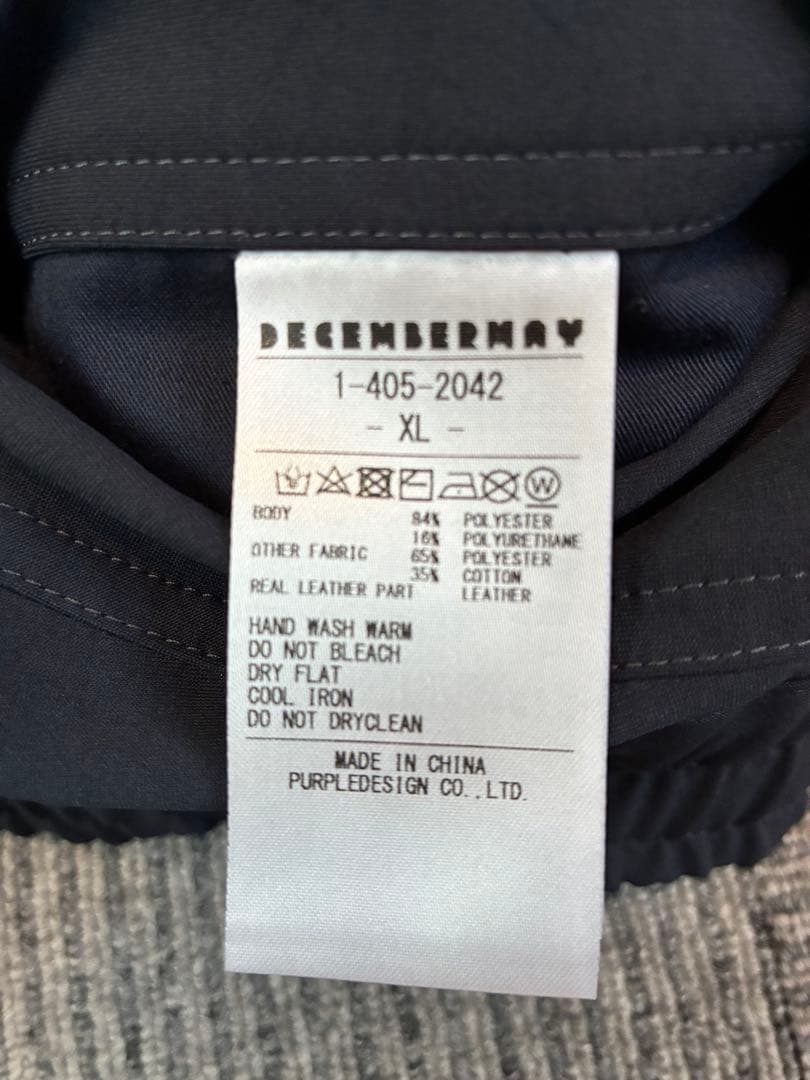 DECEMBERMAY
1-405-2042
- XL -
W
BODY 84% POLYESTER
16% POLYURETHANE
OTHER FABRIC 65% POLYESTER
35% COTTON
REAL LEATHER PART LEATHER
HAND WASH WARM
DO NOT BLEACH
DRY FLAT
COOL IRON
DO NOT DRYCLEAN
MADE IN CHINA
PURPLEDESIGN CO.,LTD.